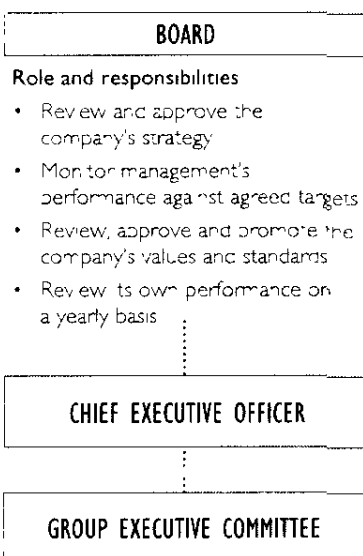 BOARD
Role and responsibilities
• Review and approve the
company's strategy
• Monitor management's
performance against agreed targets
• Review, approve and promote the
company's values and standards
• Review its own performance on
a yearly basis
CHIEF EXECUTIVE OFFICER
GROUP EXECUTIVE COMMITTEE